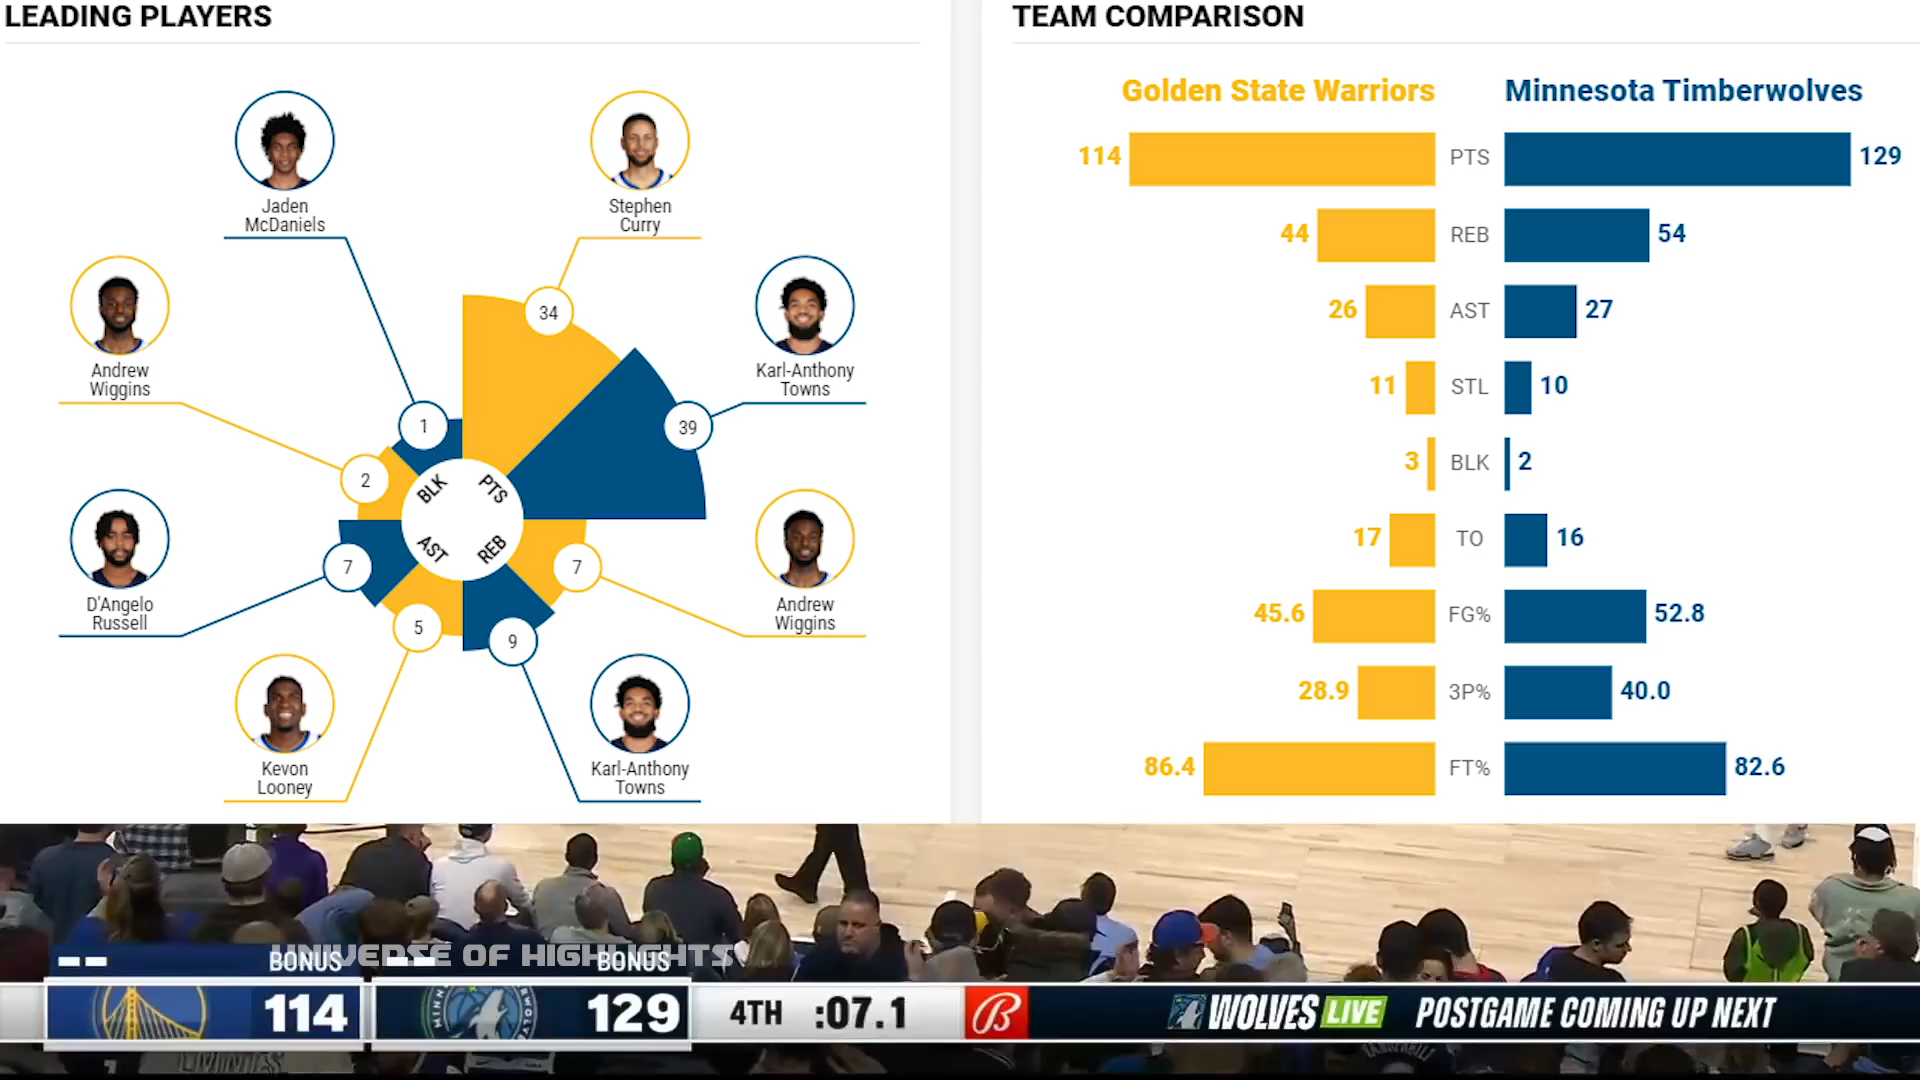 LEADING PLAYERS
Jaden
McDaniels
Stephen
Curry
Andrew
Wiggins
Karl-Anthony
Towns
34
39
1
2
BLK
PTS
AST
REB
7
7
5
9
D'Angelo
Russell
Andrew
Wiggins
Kevon
Looney
Karl-Anthony
Towns
TEAM COMPARISON
Golden State Warriors
Minnesota Timberwolves
114 PTS 129
44 REB 54
26 AST 27
11 STL 10
3 BLK 2
17 TO 16
45.6 FG% 52.8
28.9 3P% 40.0
86.4 FT% 82.6
UNIVERSE OF HIGHLIGHTS
BONUS
BONUS
114
129
4TH :07.1
B
WOLVES LIVE POSTGAME COMING UP NEXT